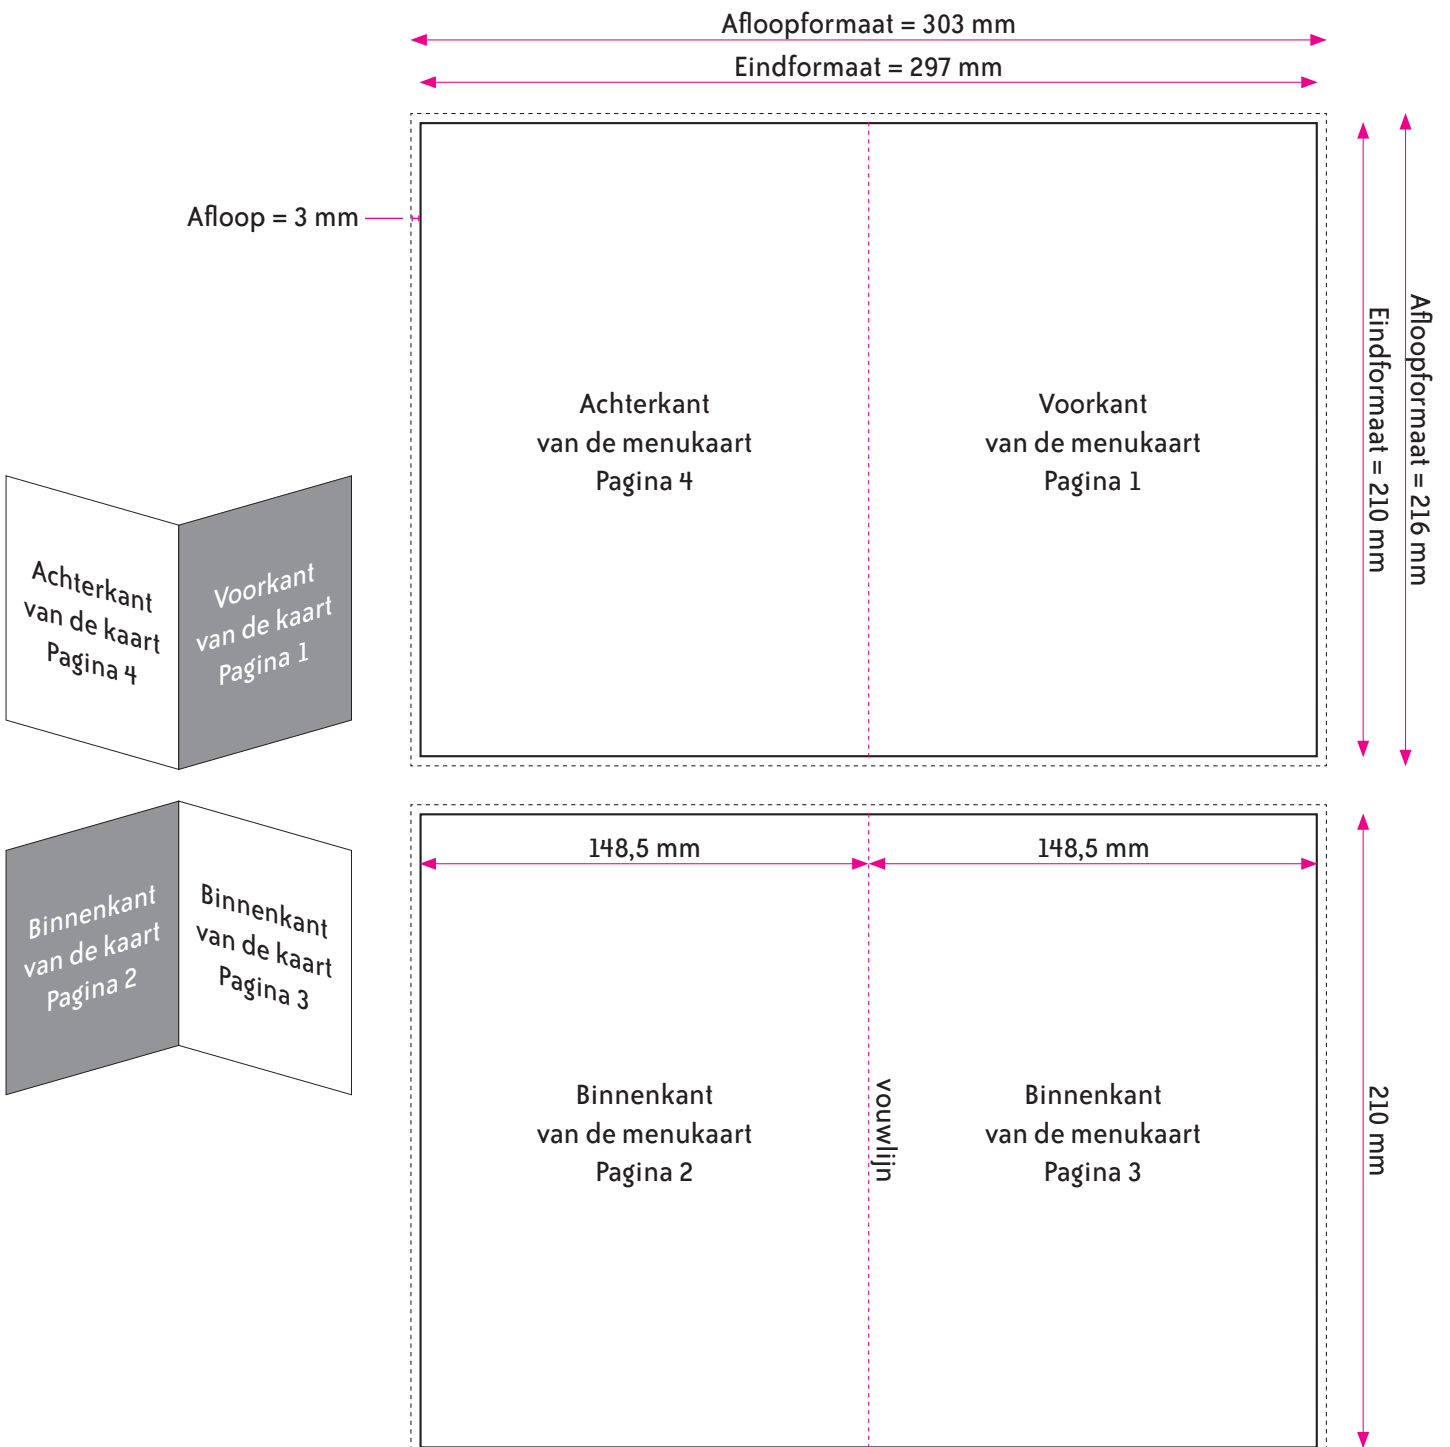 Afloopformaat = 303 mm
Eindformaat = 297 mm
Afloop = 3 mm
Achterkant
van de menukaart
Pagina 4
Voorkant
van de menukaart
Pagina 1
Eindformaat = 210 mm
Afloopformaat = 216 mm
Achterkant
van de kaart
Pagina 4
Voorkant
van de kaart
Pagina 1
Binnenkant
van de kaart
Pagina 2
Binnenkant
van de kaart
Pagina 3
148,5 mm
148,5 mm
Binnenkant
van de menukaart
Pagina 2
vouwlijn
Binnenkant
van de menukaart
Pagina 3
210 mm